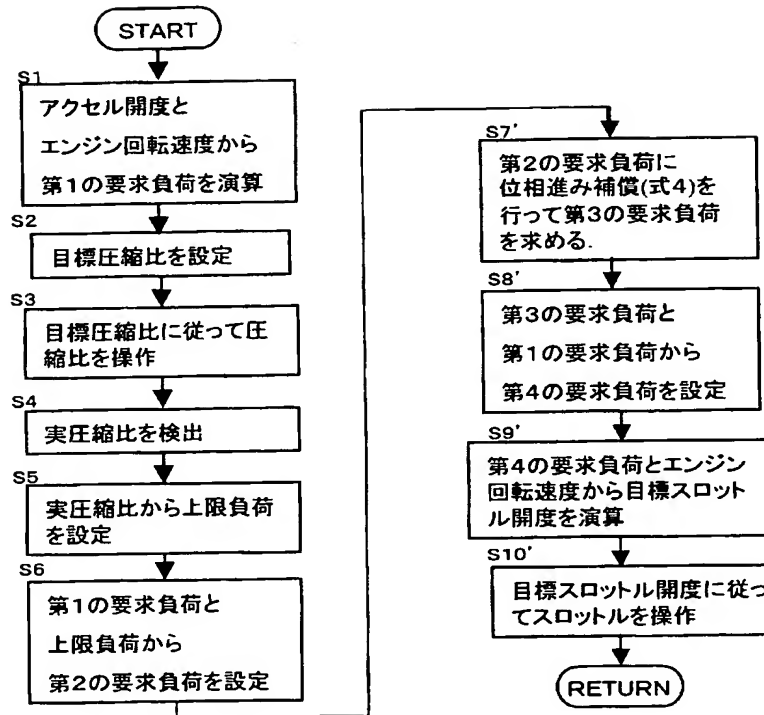 START
S1
アクセル開度と
エンジン回転速度から
第1の要求負荷を演算
S2
目標圧縮比を設定
S3
目標圧縮比に従って圧
縮比を操作
S4
実圧縮比を検出
S5
実圧縮比から上限負荷
を設定
S6
第1の要求負荷と
上限負荷から
第2の要求負荷を設定
S7'
第2の要求負荷に
位相進み補償(式4)を
行って第3の要求負荷
を求める.
S8'
第3の要求負荷と
第1の要求負荷から
第4の要求負荷を設定
S9'
第4の要求負荷とエンジン
回転速度から目標スロット
ル開度を演算
S10'
目標スロットル開度に従っ
てスロットルを操作
RETURN